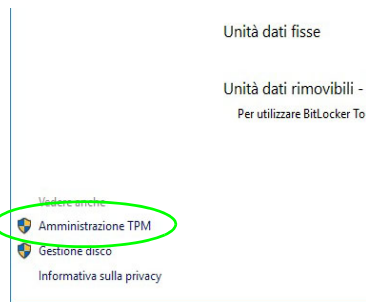 Unità dati fisse
Unità dati rimovibili -
Per utilizzare BitLocker To
Vedere anche
Amministrazione TPM
Gestione disco
Informativa sulla privacy